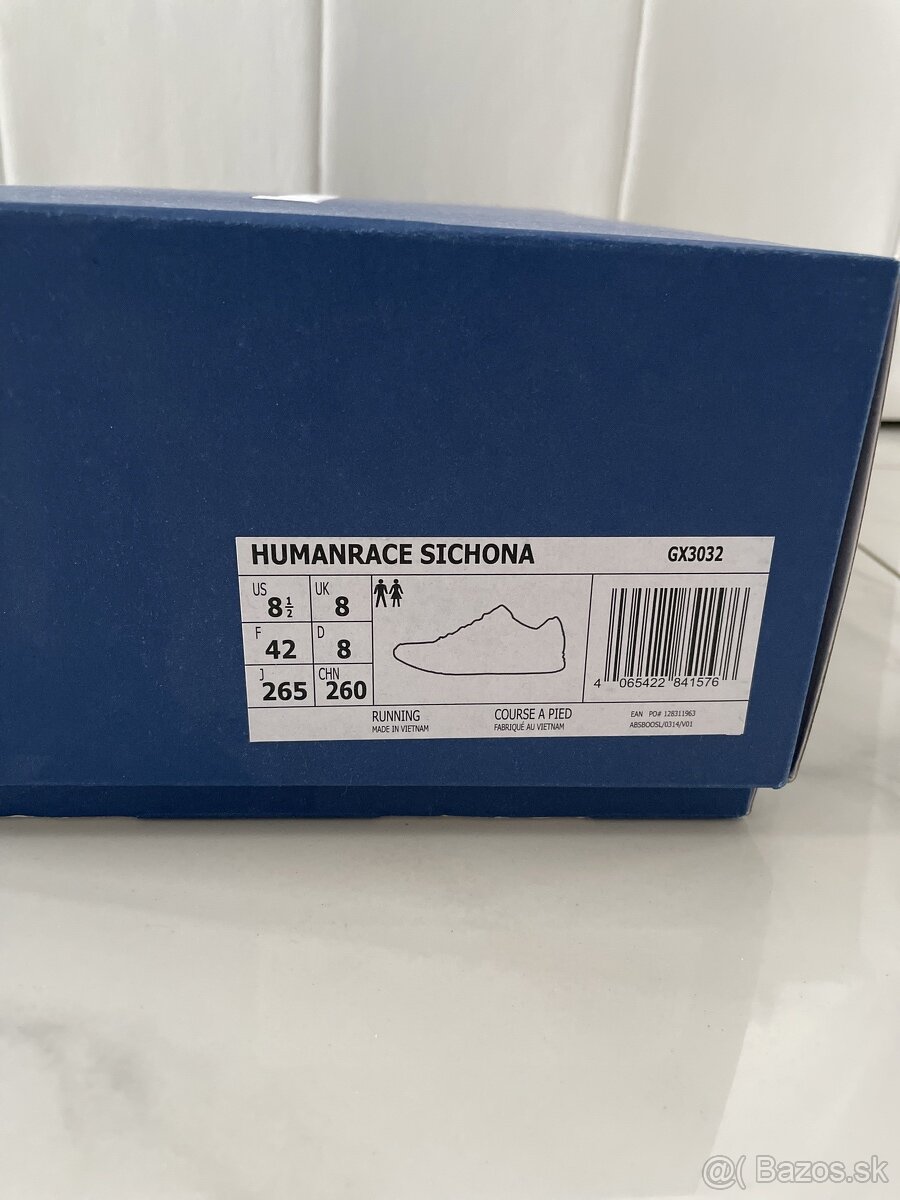 HUMANRACE SICHONA GX3032
US 8½ UK 8
F 42 D 8
J 265 CHN 260
4 065422 841576
RUNNING COURSE A PIED EAN PO# 128311963
MADE IN VIETNAM FABRIQUÉ AU VIETNAM ABSBOOSL/0314/V01
@( Bazos.sk